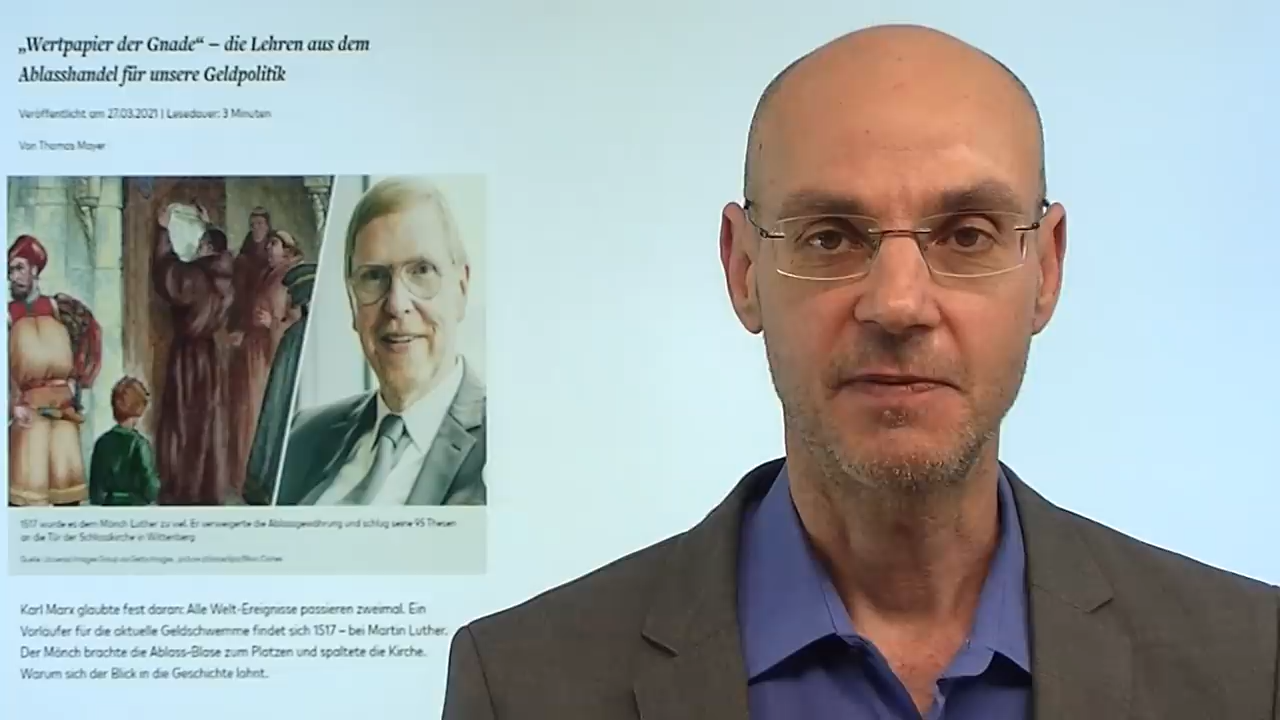 „Wertpapier der Gnade“ – die Lehren aus dem
Ablasshandel für unsere Geldpolitik
Veröffentlicht am 27.03.2021 | Lesedauer: 3 Minuten
Von Thomas Mayer
1517 wurde es dem Mönch Luther zu viel. Er verweigerte die Ablassgewährung und schlug seine 95 Thesen
an die Tür der Schlosskirche in Wittenberg
Quelle:
Karl Marx glaubte fest daran: Alle Welt-Ereignisse passieren zweimal. Ein
Vorläufer für die aktuelle Geldschwemme findet sich 1517 – bei Martin Luther.
Der Mönch brachte die Ablass-Blase zum Platzen und spaltete die Kirche.
Warum sich der Blick in die Geschichte lohnt.